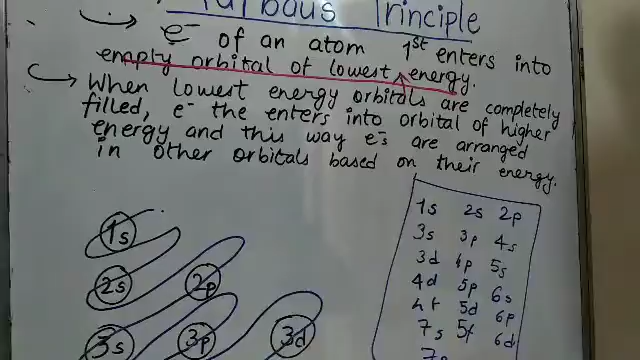 Principle
e⁻ of an atom 1st enters into
empty orbital of lowest energy.
When lowest energy orbitals are completely
filled, e⁻ the enters into orbital of higher
energy and this way e⁻s are arranged
in other orbitals based on their energy.
1s
2s 2p
3s 3p 3d
1s 2s 2p
3s 3p 4s
3d 4p 5s
4d 5p 6s
4f 5d 6p
7s 5f 6d